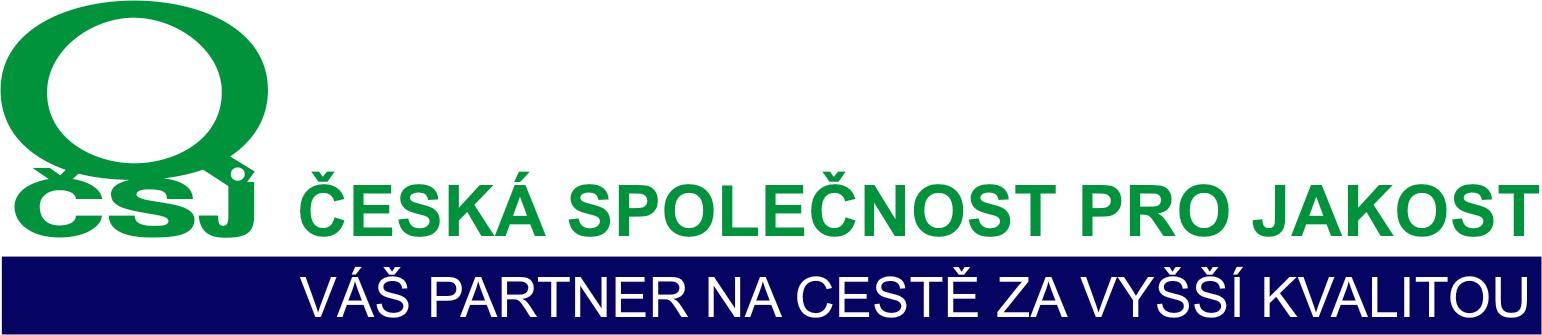 Q
ČSJ
ČESKÁ SPOLEČNOST PRO JAKOST
VÁŠ PARTNER NA CESTĚ ZA VYŠŠÍ KVALITOU